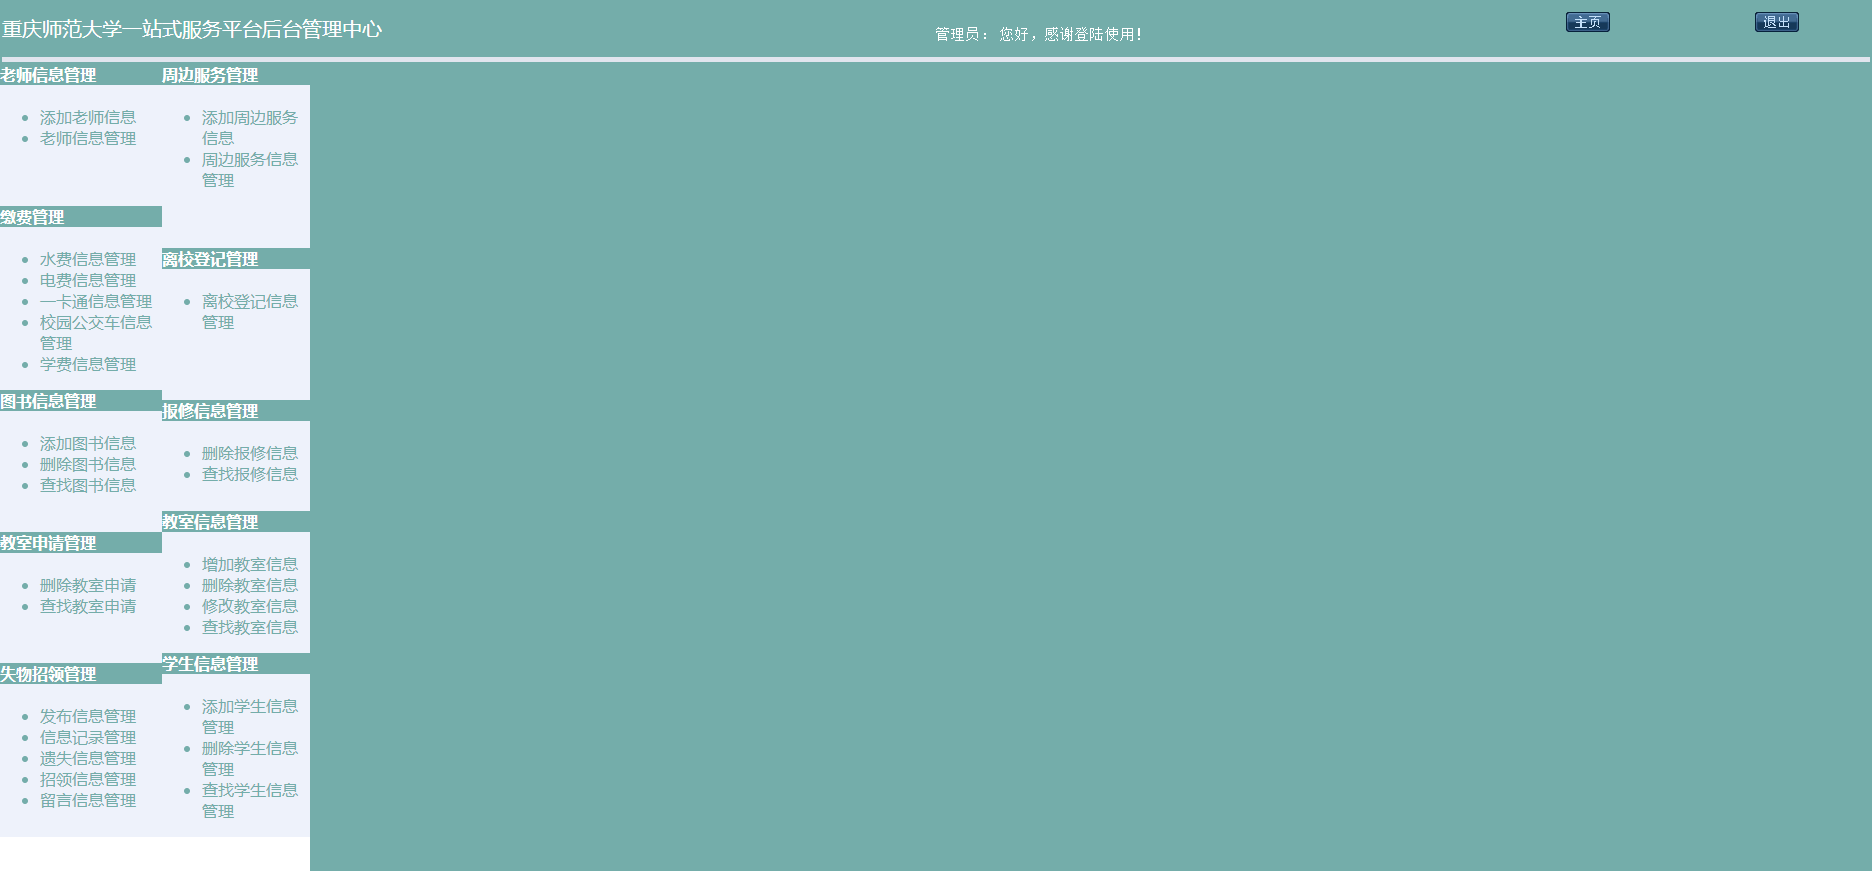 重庆师范大学一站式服务平台后台管理中心
管理员： 您好，感谢登陆使用！
主页
退出
老师信息管理
添加老师信息
老师信息管理
缴费管理
水费信息管理
电费信息管理
一卡通信息管理
校园公交车信息
管理
学费信息管理
图书信息管理
添加图书信息
删除图书信息
查找图书信息
教室申请管理
删除教室申请
查找教室申请
失物招领管理
发布信息管理
信息记录管理
遗失信息管理
招领信息管理
留言信息管理
周边服务管理
添加周边服务
信息
周边服务信息
管理
离校登记管理
离校登记信息
管理
报修信息管理
删除报修信息
查找报修信息
教室信息管理
增加教室信息
删除教室信息
修改教室信息
查找教室信息
学生信息管理
添加学生信息
管理
删除学生信息
管理
查找学生信息
管理